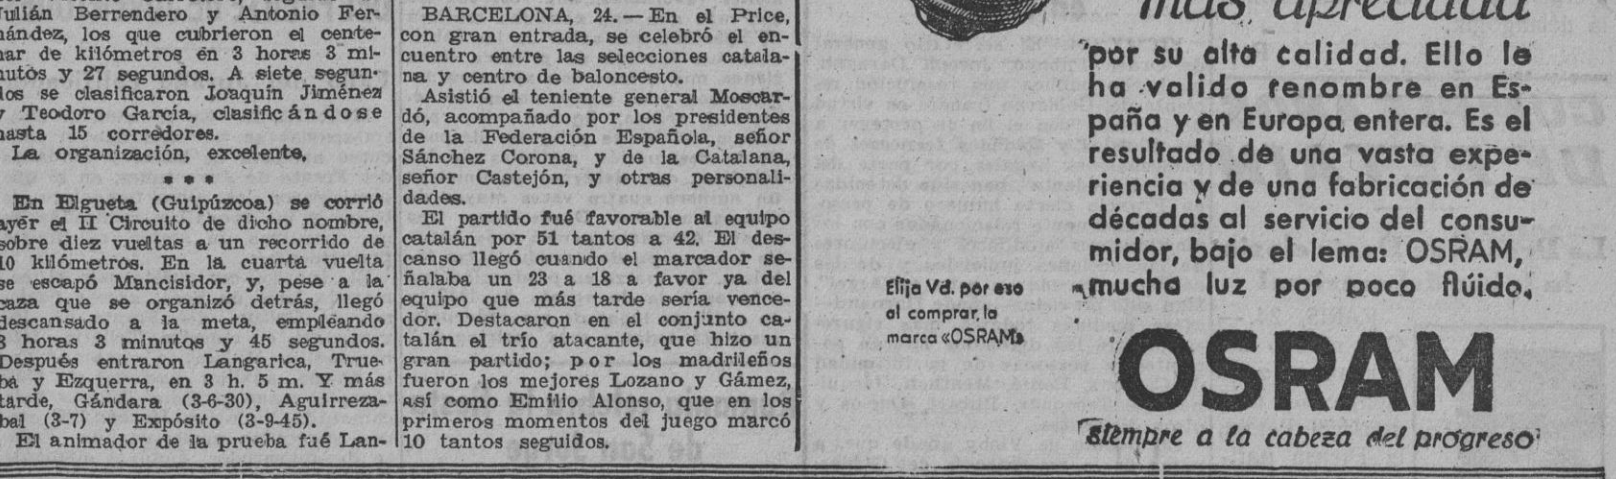 Julián Berrendero y Antonio Fer-
nández, los que cubrieron el cente-
nar de kilómetros en 3 horas 3 mi-
nutos y 27 segundos. A siete segun-
dos se clasificaron Joaquín Jiménez
y Teodoro García, clasificándose
hasta 15 corredores.
La organización, excelente.
* * *
En Elgueta (Guipúzcoa) se corrió
ayer el II Circuito de dicho nombre,
sobre diez vueltas a un recorrido de
10 kilómetros. En la cuarta vuelta
se escapó Mancisidor, y, pese a la
caza que se organizó detrás, llegó
descansado a la meta, empleando
3 horas 3 minutos y 45 segundos.
Después entraron Langarica, True-
ba y Ezquerra, en 3 h. 5 m. Y más
tarde, Gándara (3-6-30), Aguirreza-
bal (3-7) y Expósito (3-9-45).
El animador de la prueba fué Lan-
BARCELONA, 24. — En el Price,
con gran entrada, se celebró el en-
cuentro entre las selecciones catala-
na y centro de baloncesto.
Asistió el teniente general Moscar-
dó, acompañado por los presidentes
de la Federación Española, señor
Sánchez Corona, y de la Catalana,
señor Castejón, y otras personali-
dades.
El partido fué favorable al equipo
catalán por 51 tantos a 42. El des-
canso llegó cuando el marcador se-
ñalaba un 23 a 18 a favor ya del
equipo que más tarde sería vence-
dor. Destacaron en el conjunto ca-
talán el trío atacante, que hizo un
gran partido; por los madrileños
fueron los mejores Lozano y Gámez,
así como Emilio Alonso, que en los
primeros momentos del juego marcó
10 tantos seguidos.
más apreciada
por su alta calidad. Ello le
ha valido renombre en Es-
paña y en Europa entera. Es el
resultado de una vasta expe-
riencia y de una fabricación de
décadas al servicio del consu-
midor, bajo el lema: OSRAM,
mucha luz por poco flúido.
Elija Vd. por eso
al comprar, la
marca «OSRAM»
OSRAM
siempre a la cabeza del progreso